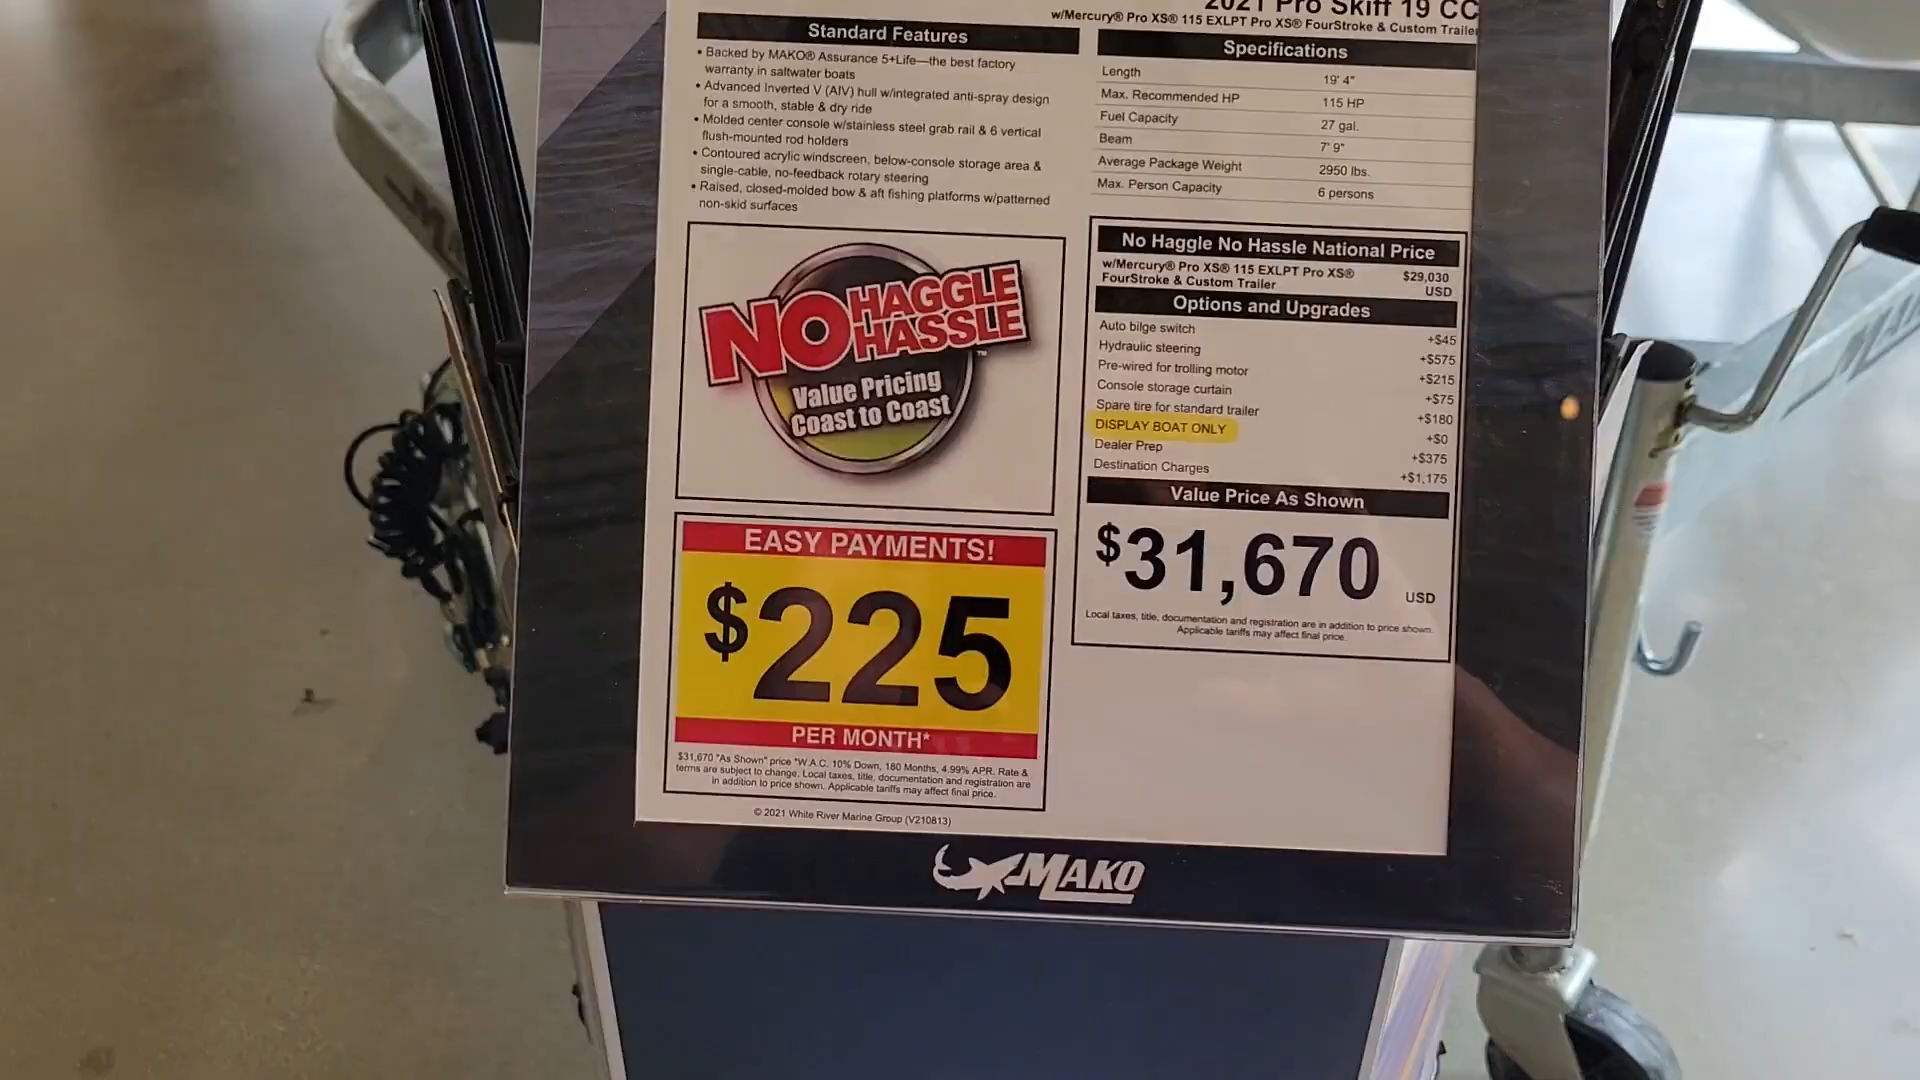 2021 Pro Skiff 19 CC
w/Mercury® Pro XS® 115 EXLPT Pro XS® FourStroke & Custom Trailer
Standard Features
• Backed by MAKO® Assurance 5+Life—the best factory
warranty in saltwater boats
• Advanced Inverted V (AIV) hull w/integrated anti-spray design
for a smooth, stable & dry ride
• Molded center console w/stainless steel grab rail & 6 vertical
flush-mounted rod holders
• Contoured acrylic windscreen, below-console storage area &
single-cable, no-feedback rotary steering
• Raised, closed-molded bow & aft fishing platforms w/patterned
non-skid surfaces
Specifications
Length 19' 4"
Max. Recommended HP 115 HP
Fuel Capacity 27 gal.
Beam 7' 9"
Average Package Weight 2950 lbs.
Max. Person Capacity 6 persons
NO HAGGLE
HASSLE™
Value Pricing
Coast to Coast
No Haggle No Hassle National Price
w/Mercury® Pro XS® 115 EXLPT Pro XS® $29,030
FourStroke & Custom Trailer USD
Options and Upgrades
Auto bilge switch +$45
Hydraulic steering +$575
Pre-wired for trolling motor +$215
Console storage curtain +$75
Spare tire for standard trailer +$180
DISPLAY BOAT ONLY +$0
Dealer Prep +$375
Destination Charges +$1,175
Value Price As Shown
$31,670 USD
Local taxes, title, documentation and registration are in addition to price shown.
Applicable tariffs may affect final price.
EASY PAYMENTS!
$225
PER MONTH*
$31,670 "As Shown" price *W.A.C. 10% Down, 180 Months, 4.99% APR. Rate &
terms are subject to change. Local taxes, title, documentation and registration are
in addition to price shown. Applicable tariffs may affect final price.
© 2021 White River Marine Group (V210813)
MAKO